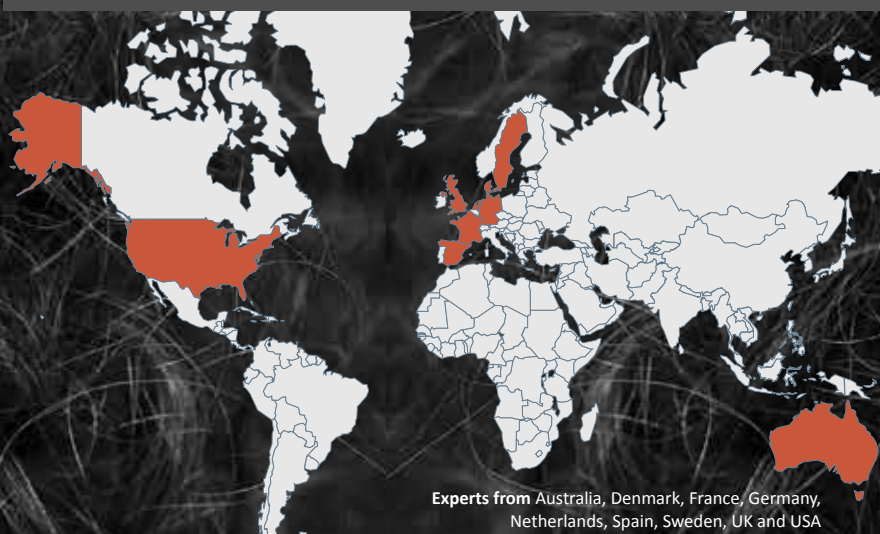 Experts from Australia, Denmark, France, Germany,
Netherlands, Spain, Sweden, UK and USA